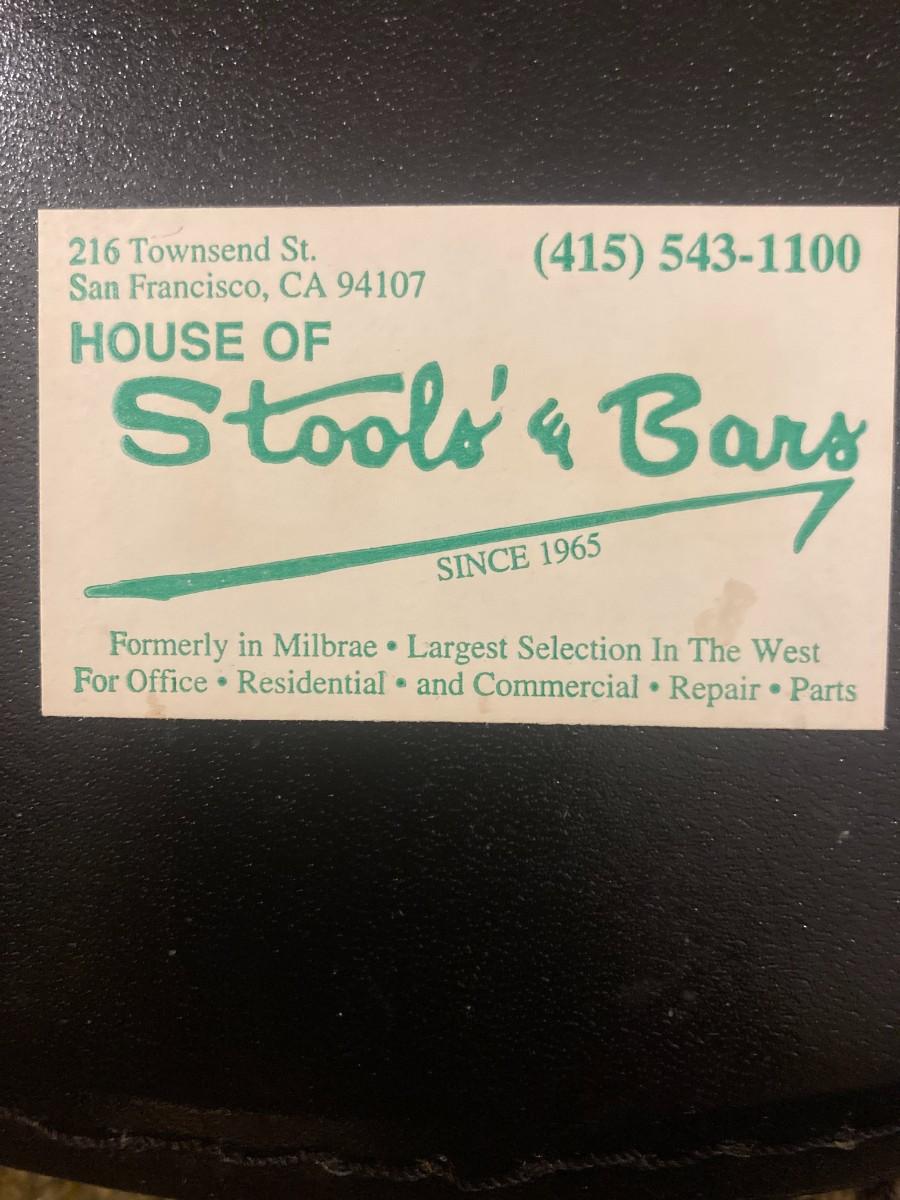 216 Townsend St.
San Francisco, CA 94107
(415) 543-1100
HOUSE OF
Stools' & Bars
SINCE 1965
Formerly in Milbrae • Largest Selection In The West
For Office • Residential • and Commercial • Repair • Parts